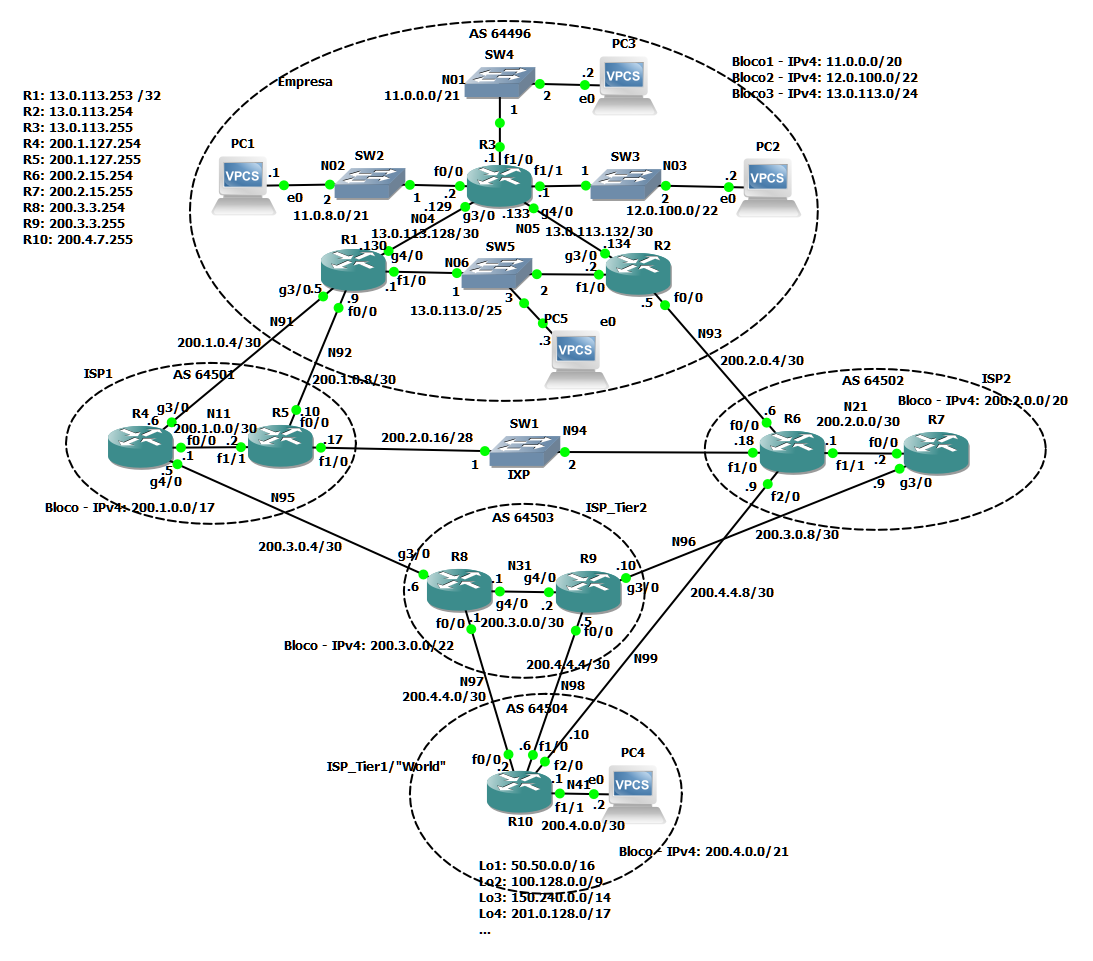 AS 64496
SW4
PC3
Bloco1 - IPv4: 11.0.0.0/20
Bloco2 - IPv4: 12.0.100.0/22
Bloco3 - IPv4: 13.0.113.0/24
Empresa
N01
.2
VPCS
11.0.0.0/21
2
e0
1
R1: 13.0.113.253 /32
R2: 13.0.113.254
R3: 13.0.113.255
R4: 200.1.127.254
R5: 200.1.127.255
R6: 200.2.15.254
R7: 200.2.15.255
R8: 200.3.3.254
R9: 200.3.3.255
R10: 200.4.7.255
PC1
SW2
R3
SW3
PC2
N02
.1
f1/0
N03
VPCS
.1
f0/0
f1/1
1
.2
VPCS
e0
2
1
.2
.1
2
e0
11.0.8.0/21
12.0.100.0/22
.129
g3/0
.133
g4/0
N04
N05
13.0.113.128/30
13.0.113.132/30
R1
.130
g4/0
SW5
.134
R2
g3/0
N06
.2
f1/0
.1
1
2
f1/0
3
13.0.113.0/25
g3/0
.5
.9
f0/0
.5
f0/0
PC5
e0
.3
VPCS
N91
200.1.0.4/30
N92
200.1.0.8/30
N93
200.2.0.4/30
ISP1
AS 64501
R4
g3/0
.6
N11
200.1.0.0/30
R5
.10
f0/0
f0/0
.2
.1
f1/1
.17
f1/0
.5
g4/0
Bloco - IPv4: 200.1.0.0/17
200.2.0.16/28
SW1
N94
1
2
IXP
AS 64502
ISP2
Bloco - IPv4: 200.2.0.0/20
.6
R6
N21
200.2.0.0/30
R7
f0/0
.18
.1
f0/0
f1/0
f1/1
.2
.9
f2/0
.9
g3/0
N95
200.3.0.4/30
N96
200.3.0.8/30
ISP_Tier2
AS 64503
g3/0
R8
N31
R9
.10
.6
.1
g4/0
g3/0
g4/0
.2
f0/0
.1
200.3.0.0/30
.5
f0/0
Bloco - IPv4: 200.3.0.0/22
200.4.4.8/30
N97
200.4.4.0/30
200.4.4.4/30
N98
N99
AS 64504
ISP_Tier1/"World"
.6
f1/0
.10
f0/0
.2
f2/0
.1
N41
e0
PC4
VPCS
f1/1
.2
R10
200.4.0.0/30
Bloco - IPv4: 200.4.0.0/21
Lo1: 50.50.0.0/16
Lo2: 100.128.0.0/9
Lo3: 150.240.0.0/14
Lo4: 201.0.128.0/17
...